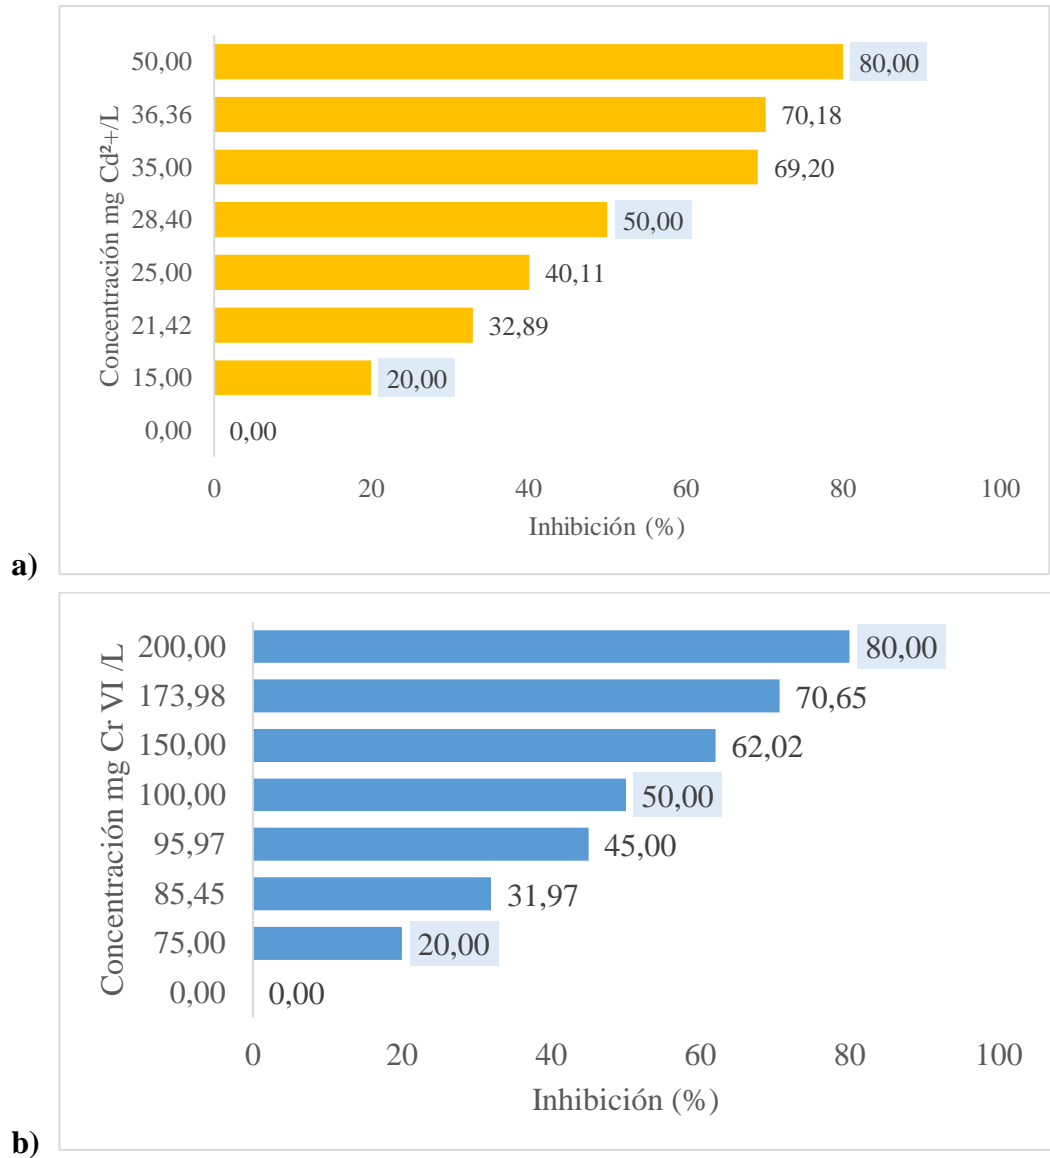 Concentración mg Cd²+/L
50,00 80,00
36,36 70,18
35,00 69,20
28,40 50,00
25,00 40,11
21,42 32,89
15,00 20,00
0,00 0,00
0 20 40 60 80 100
Inhibición (%)
a)
Concentración mg Cr VI /L
200,00 80,00
173,98 70,65
150,00 62,02
100,00 50,00
95,97 45,00
85,45 31,97
75,00 20,00
0,00 0,00
0 20 40 60 80 100
Inhibición (%)
b)